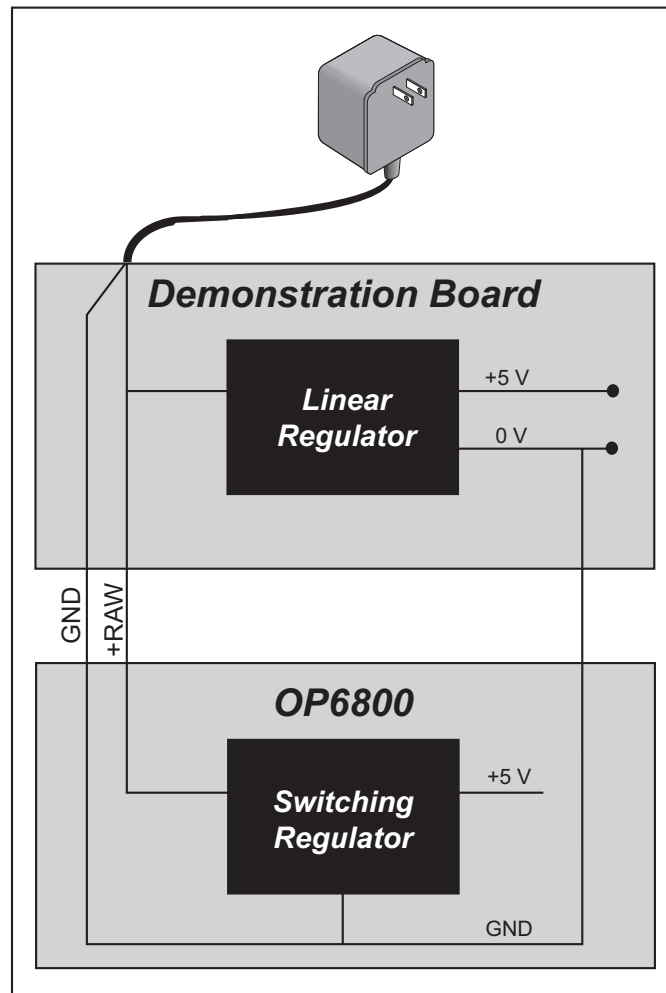 Demonstration Board
Linear
Regulator
+5 V
0 V
GND
+RAW
OP6800
Switching
Regulator
+5 V
GND